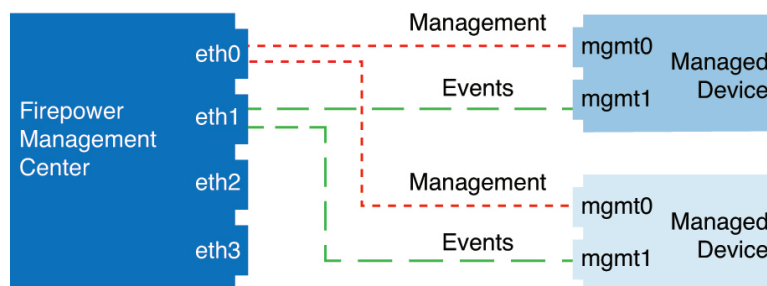 Management
eth0
mgmt0
Managed
Device
Events
eth1
mgmt1
Firepower
Management
Center
eth2
Management
mgmt0
Managed
Device
eth3
Events
mgmt1